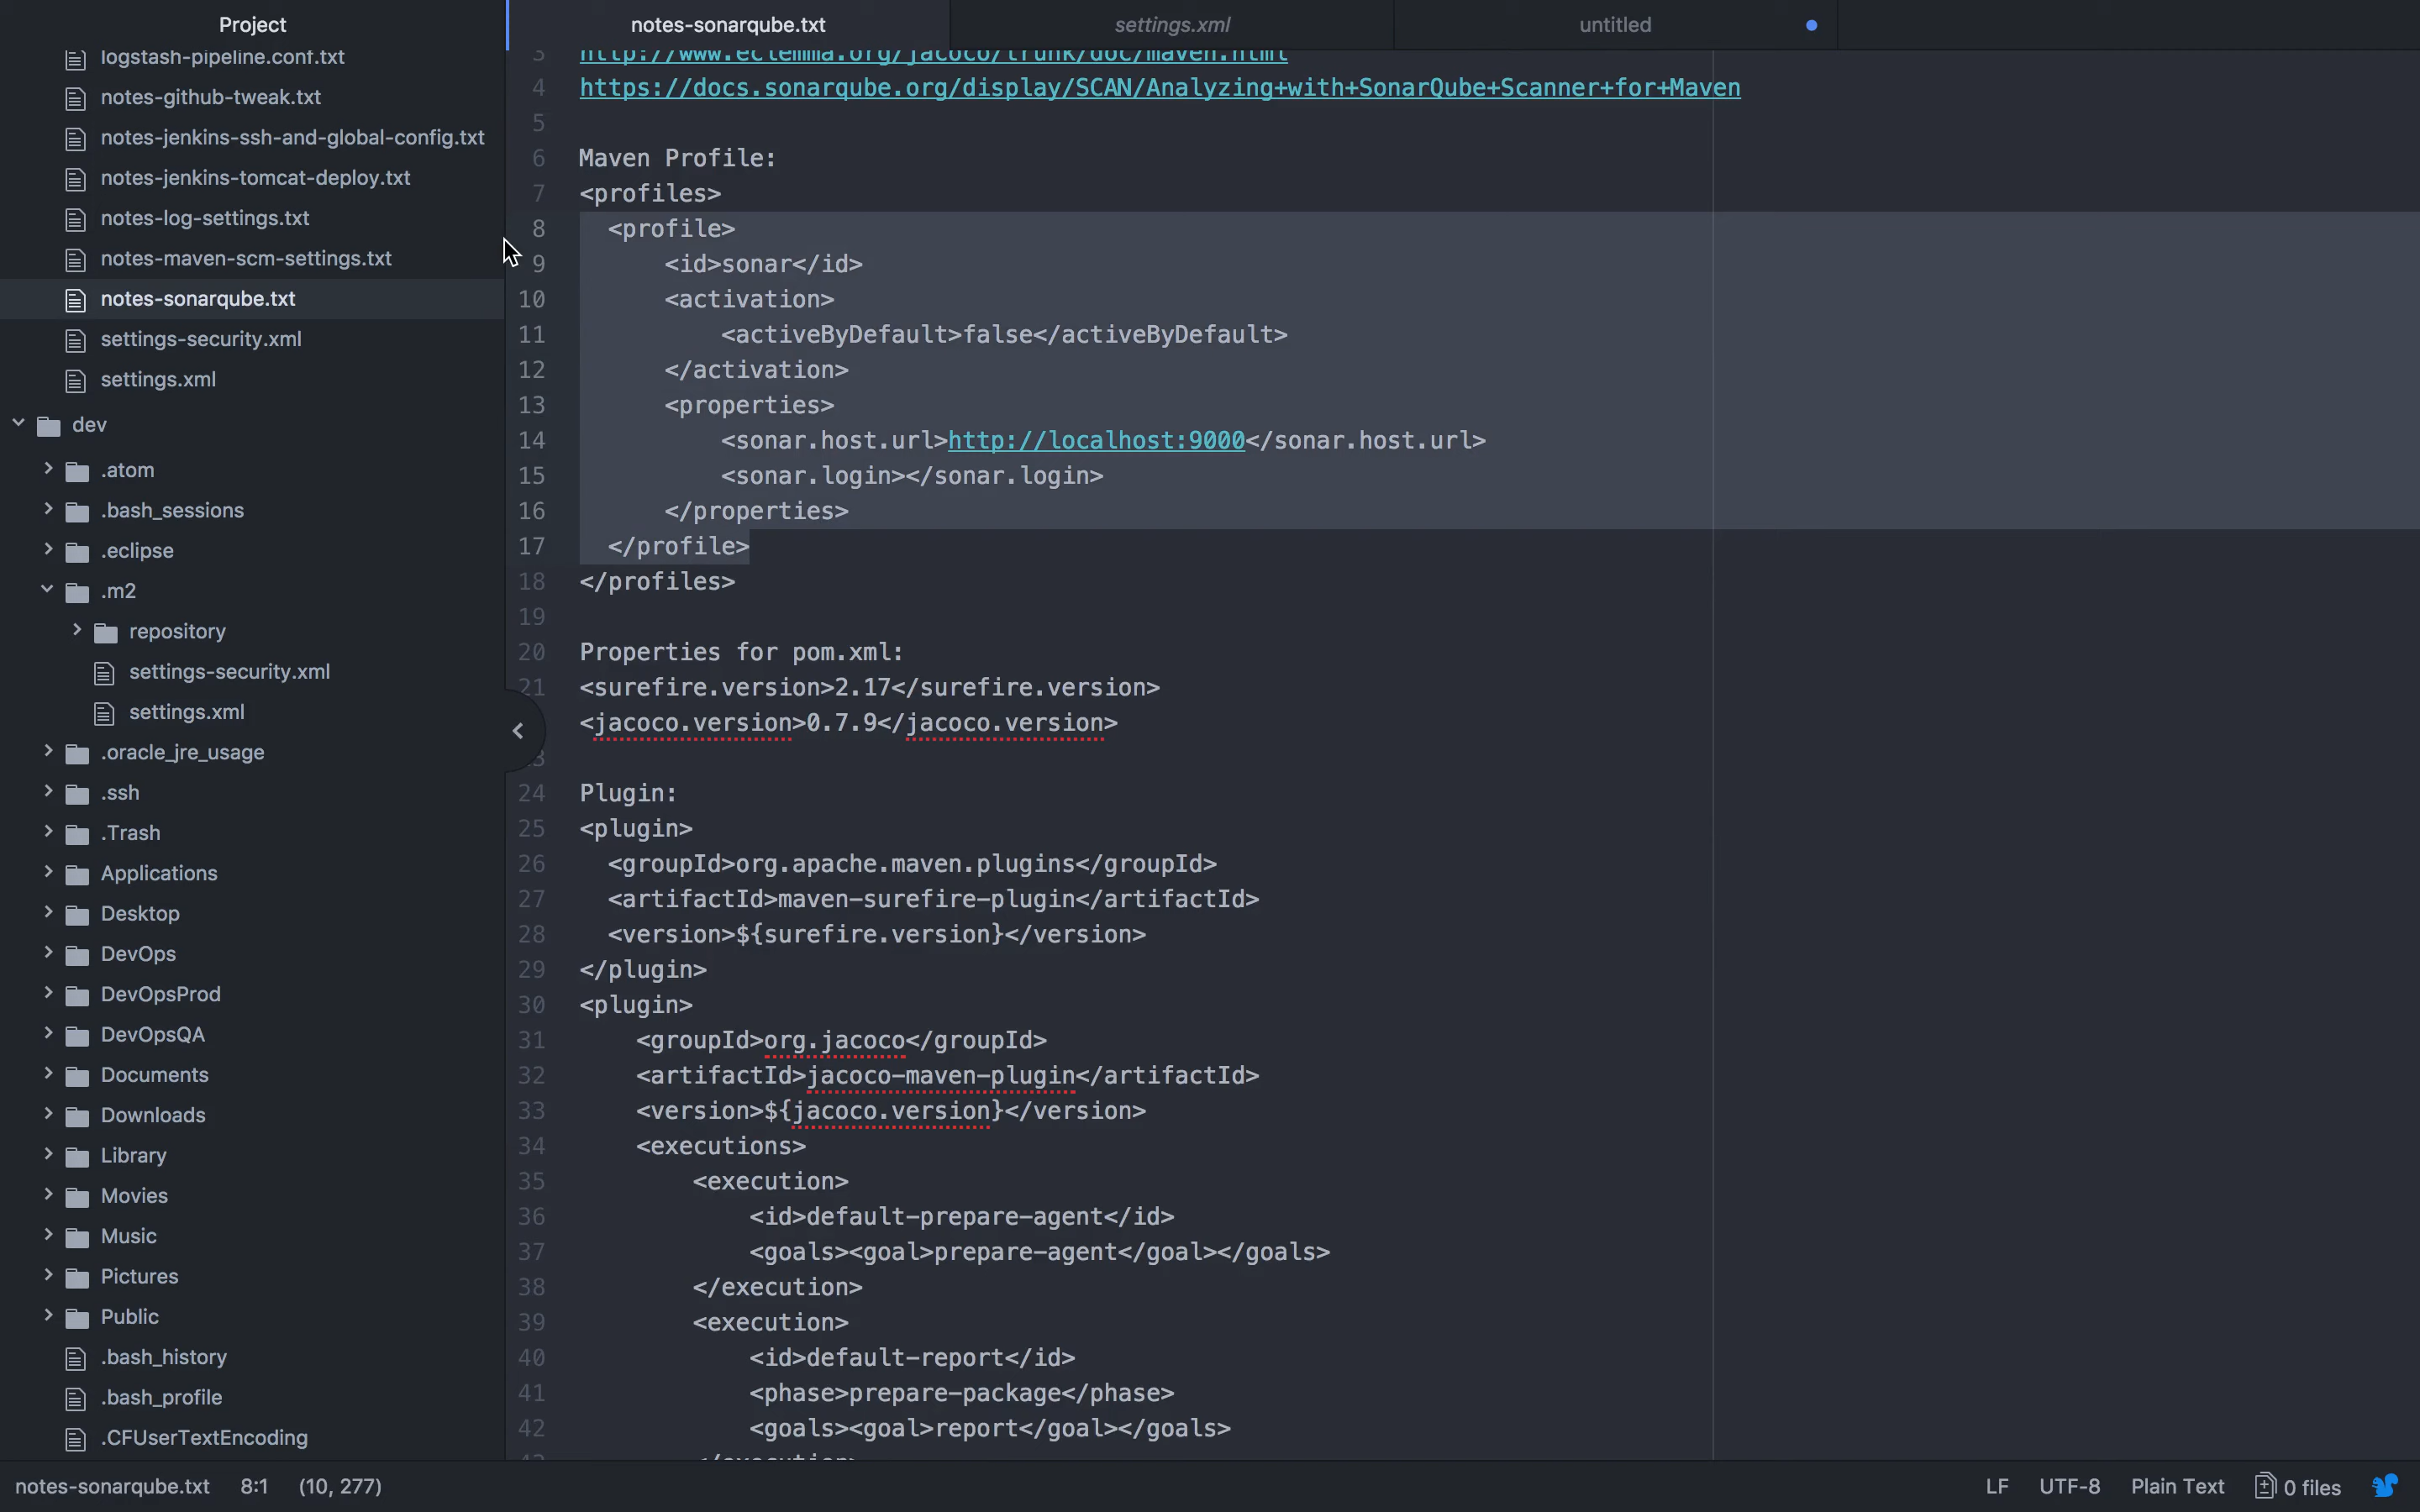 Project
logstash-pipeline.conf.txt
notes-github-tweak.txt
notes-jenkins-ssh-and-global-config.txt
notes-jenkins-tomcat-deploy.txt
notes-log-settings.txt
notes-maven-scm-settings.txt
notes-sonarqube.txt
settings-security.xml
settings.xml
dev
.atom
.bash_sessions
.eclipse
.m2
repository
settings-security.xml
settings.xml
.oracle_jre_usage
.ssh
.Trash
Applications
Desktop
DevOps
DevOpsProd
DevOpsQA
Documents
Downloads
Library
Movies
Music
Pictures
Public
.bash_history
.bash_profile
.CFUserTextEncoding
notes-sonarqube.txt settings.xml untitled
3 http://www.eclemma.org/jacoco/trunk/doc/maven.html
4 https://docs.sonarqube.org/display/SCAN/Analyzing+with+SonarQube+Scanner+for+Maven
5
6 Maven Profile:
7 <profiles>
8 <profile>
9 <id>sonar</id>
10 <activation>
11 <activeByDefault>false</activeByDefault>
12 </activation>
13 <properties>
14 <sonar.host.url>http://localhost:9000</sonar.host.url>
15 <sonar.login></sonar.login>
16 </properties>
17 </profile>
18 </profiles>
19
20 Properties for pom.xml:
21 <surefire.version>2.17</surefire.version>
<jacoco.version>0.7.9</jacoco.version>
24 Plugin:
25 <plugin>
26 <groupId>org.apache.maven.plugins</groupId>
27 <artifactId>maven-surefire-plugin</artifactId>
28 <version>${surefire.version}</version>
29 </plugin>
30 <plugin>
31 <groupId>org.jacoco</groupId>
32 <artifactId>jacoco-maven-plugin</artifactId>
33 <version>${jacoco.version}</version>
34 <executions>
35 <execution>
36 <id>default-prepare-agent</id>
37 <goals><goal>prepare-agent</goal></goals>
38 </execution>
39 <execution>
40 <id>default-report</id>
41 <phase>prepare-package</phase>
42 <goals><goal>report</goal></goals>
notes-sonarqube.txt 8:1 (10, 277) LF UTF-8 Plain Text 0 files